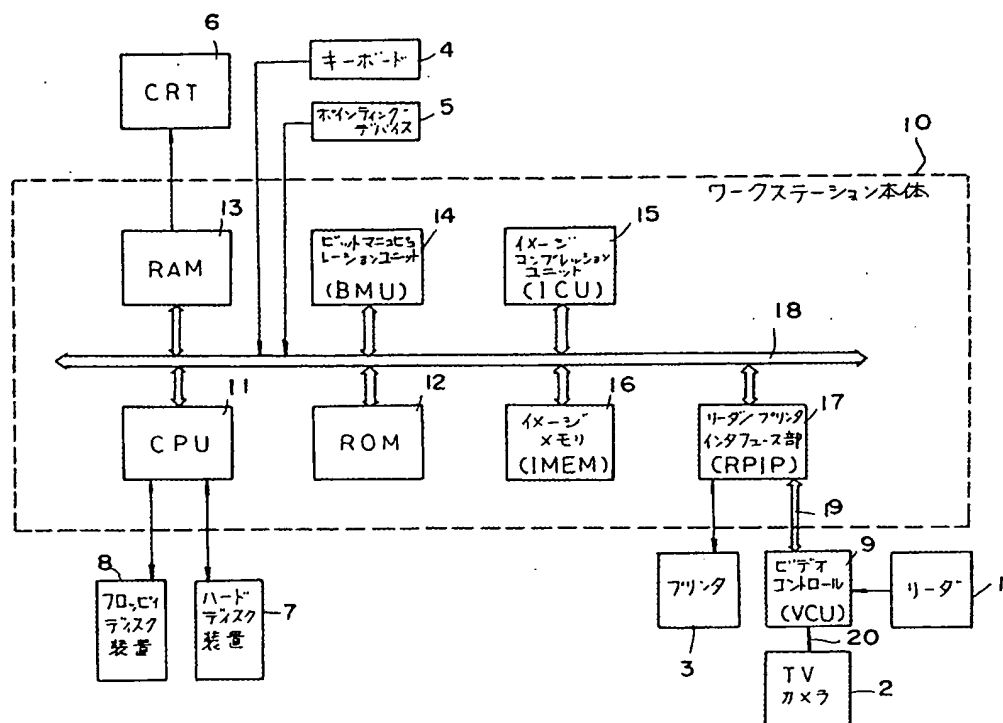 6
CRT
キーボード
4
ポインティング・
デバイス
5
10
ワークステーション本体
13
RAM
ビットマニュピュ
レーションユニット
(BMU)
14
イメージ
コンプレッション
ユニット
(ICU)
15
18
11
CPU
12
ROM
イメージ
メモリ
(IMEM)
16
リーダ/プリンタ
インタフェース部
(RPIP)
17
19
8
フロッピィ
ディスク
装置
ハード
ディスク
装置
7
プリンタ
3
9
ビデオ
コントロール
(VCU)
リーダ
1
20
TV
カメラ
2